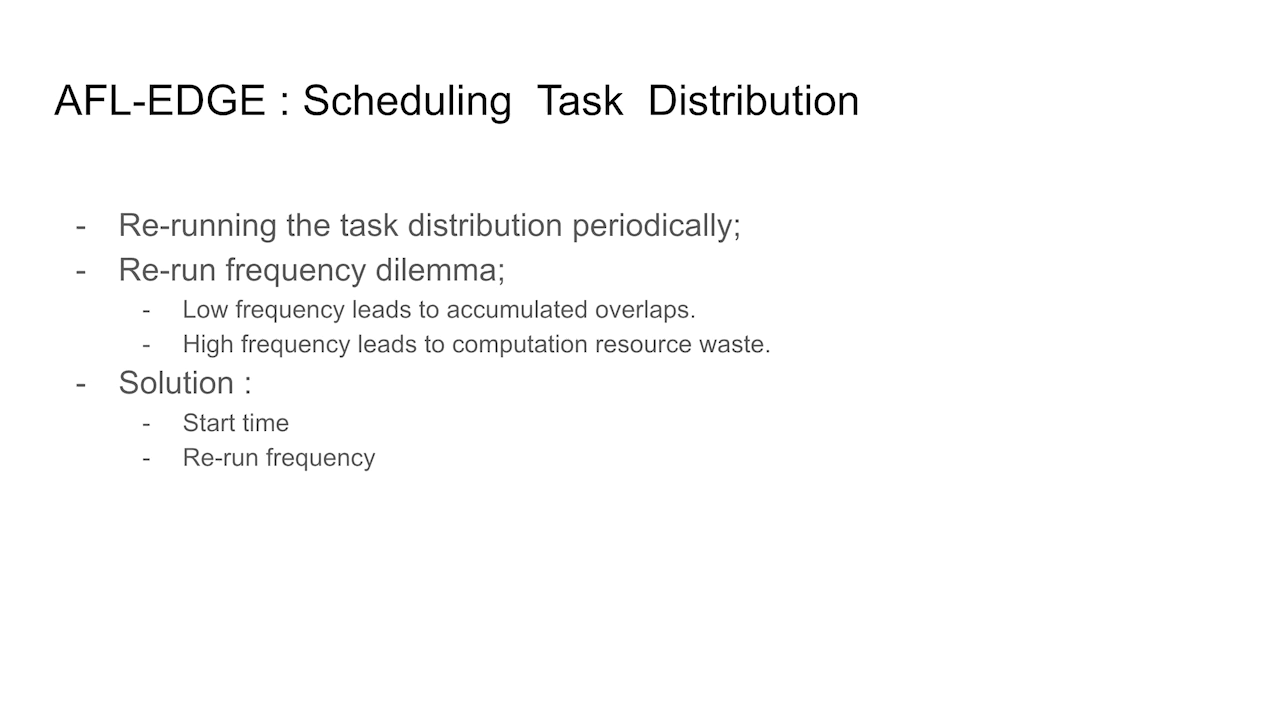 AFL-EDGE : Scheduling  Task  Distribution
- Re-running the task distribution periodically;
- Re-run frequency dilemma;
- Low frequency leads to accumulated overlaps.
- High frequency leads to computation resource waste.
- Solution :
- Start time
- Re-run frequency